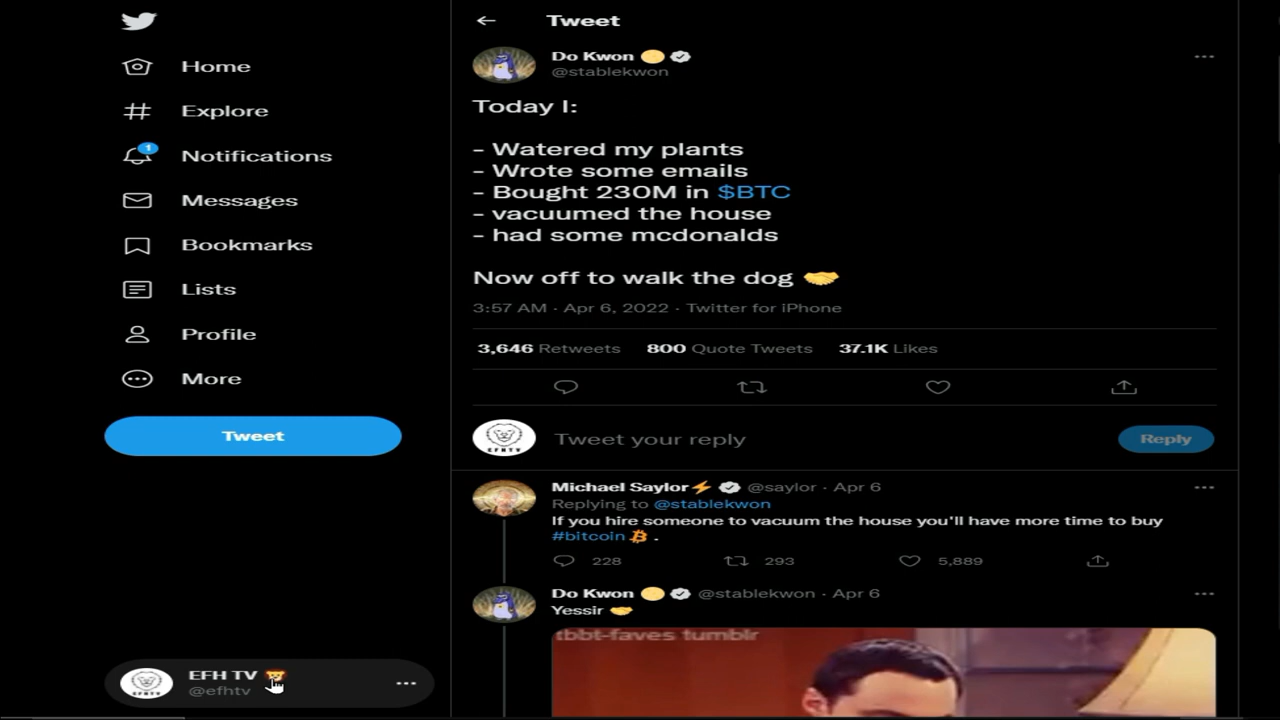 Tweet
Home
Explore
1
Notifications
Messages
Bookmarks
Lists
Profile
More
Tweet
EFH TV
@efhtv
Do Kwon
@stablekwon
Today I:
- Watered my plants
- Wrote some emails
- Bought 230M in $BTC
- vacuumed the house
- had some mcdonalds
Now off to walk the dog 🤝
3:57 AM · Apr 6, 2022 · Twitter for iPhone
3,646 Retweets 800 Quote Tweets 37.1K Likes
EFHTV
Tweet your reply
Reply
Michael Saylor⚡ @saylor · Apr 6
Replying to @stablekwon
If you hire someone to vacuum the house you'll have more time to buy
#bitcoin ₿ .
228 293 5,889
Do Kwon @stablekwon · Apr 6
Yessir 🤝
tbbt-faves tumblr
EFHTV